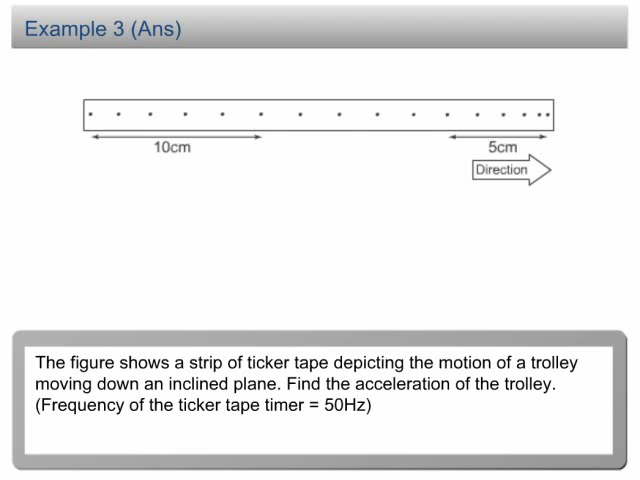 Example 3 (Ans)
10cm
5cm
Direction
The figure shows a strip of ticker tape depicting the motion of a trolley
moving down an inclined plane. Find the acceleration of the trolley.
(Frequency of the ticker tape timer = 50Hz)